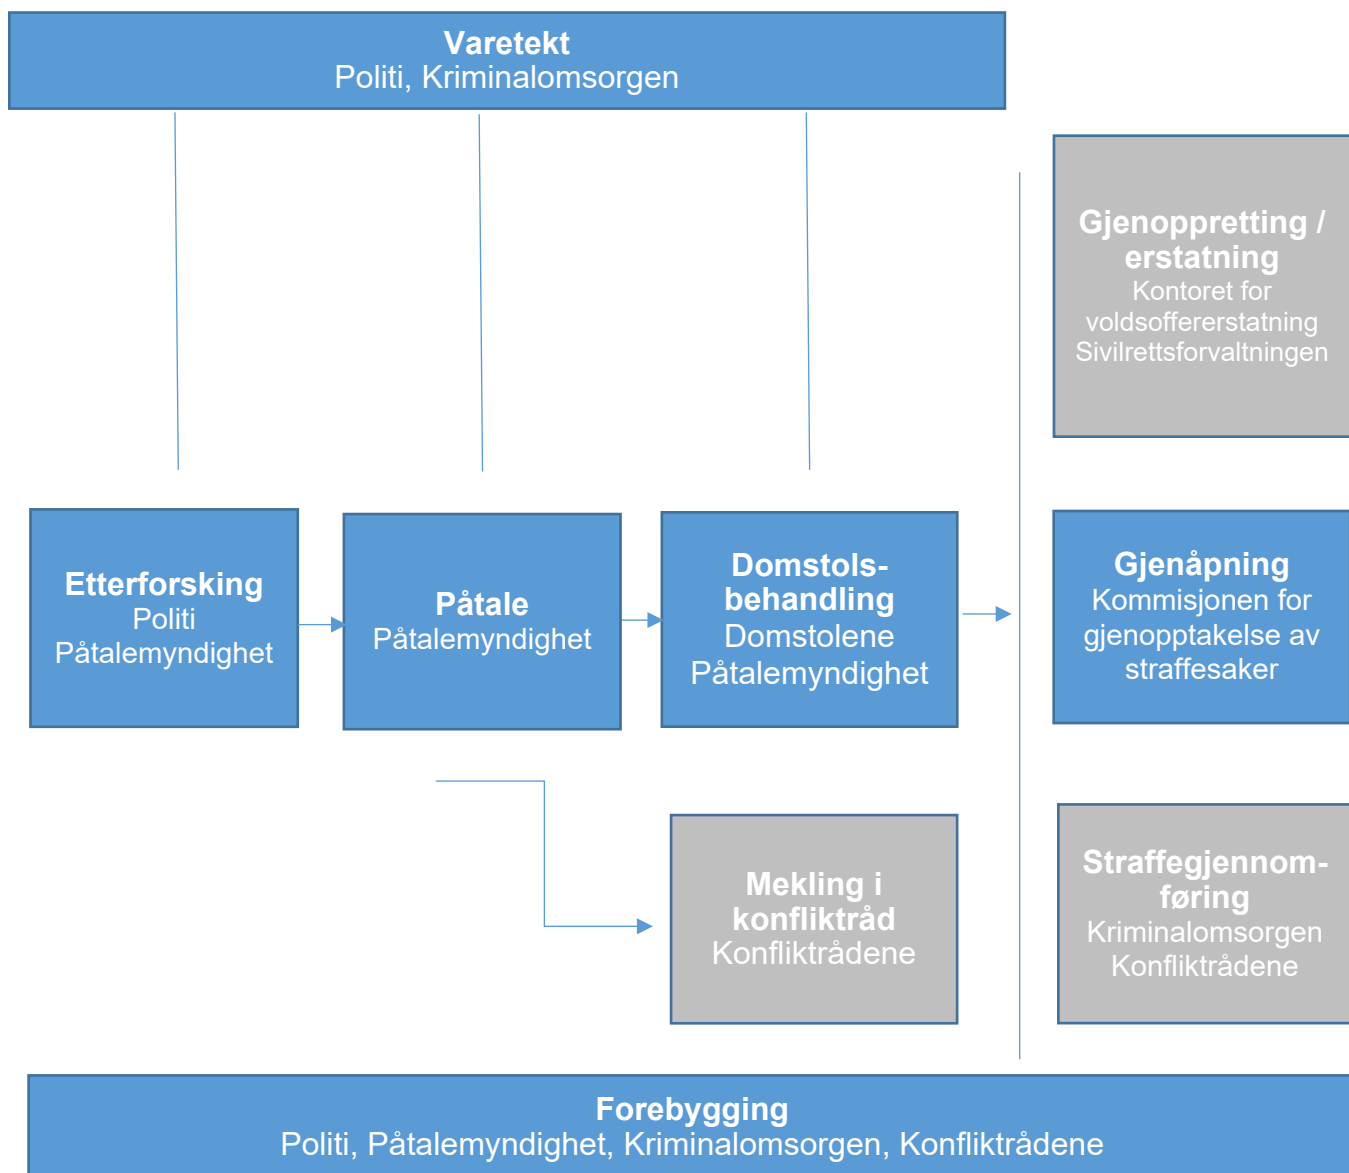 Varetekt
Politi, Kriminalomsorgen
Gjenoppretting /
erstatning
Kontoret for
voldsoffererstatning
Sivilrettsforvaltningen
Etterforsking
Politi
Påtalemyndighet
Påtale
Påtalemyndighet
Domstols-
behandling
Domstolene
Påtalemyndighet
Gjenåpning
Kommisjonen for
gjenopptakelse av
straffesaker
Mekling i
konfliktråd
Konfliktrådene
Straffegjennom-
føring
Kriminalomsorgen
Konfliktrådene
Forebygging
Politi, Påtalemyndighet, Kriminalomsorgen, Konfliktrådene